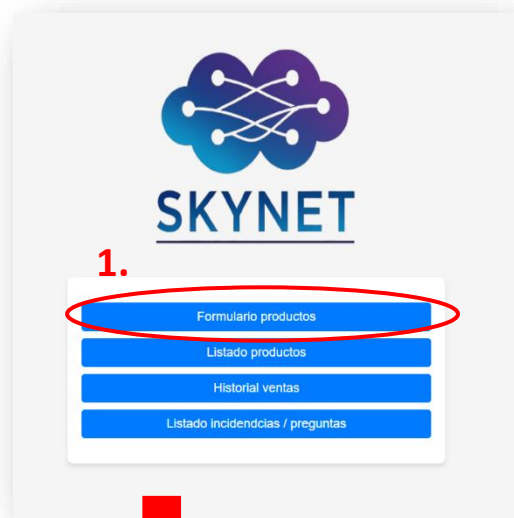 SKYNET
1.
Formulario productos
Listado productos
Historial ventas
Listado incidendcias / preguntas